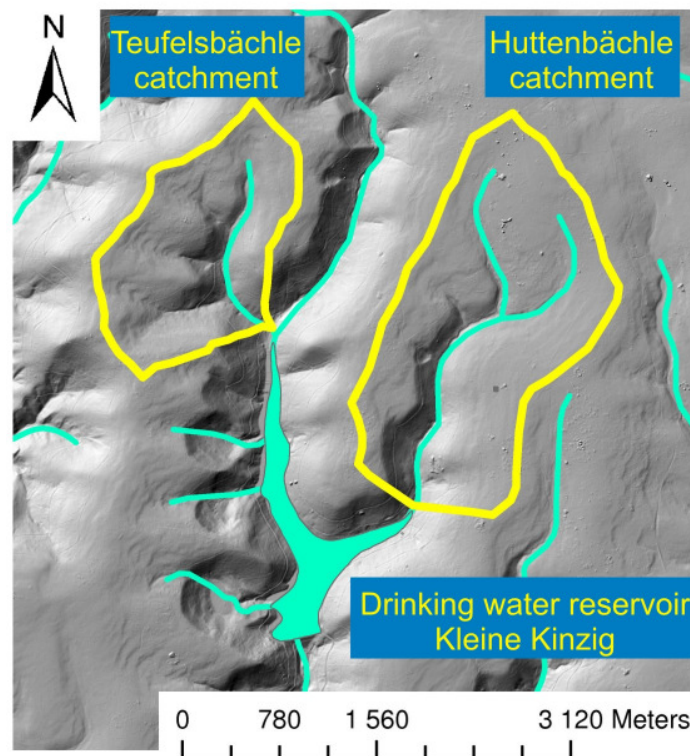 N
Teufelsbächle
catchment
Huttenbächle
catchment
Drinking water reservoir
Kleine Kinzig
0 780 1 560 3 120 Meters